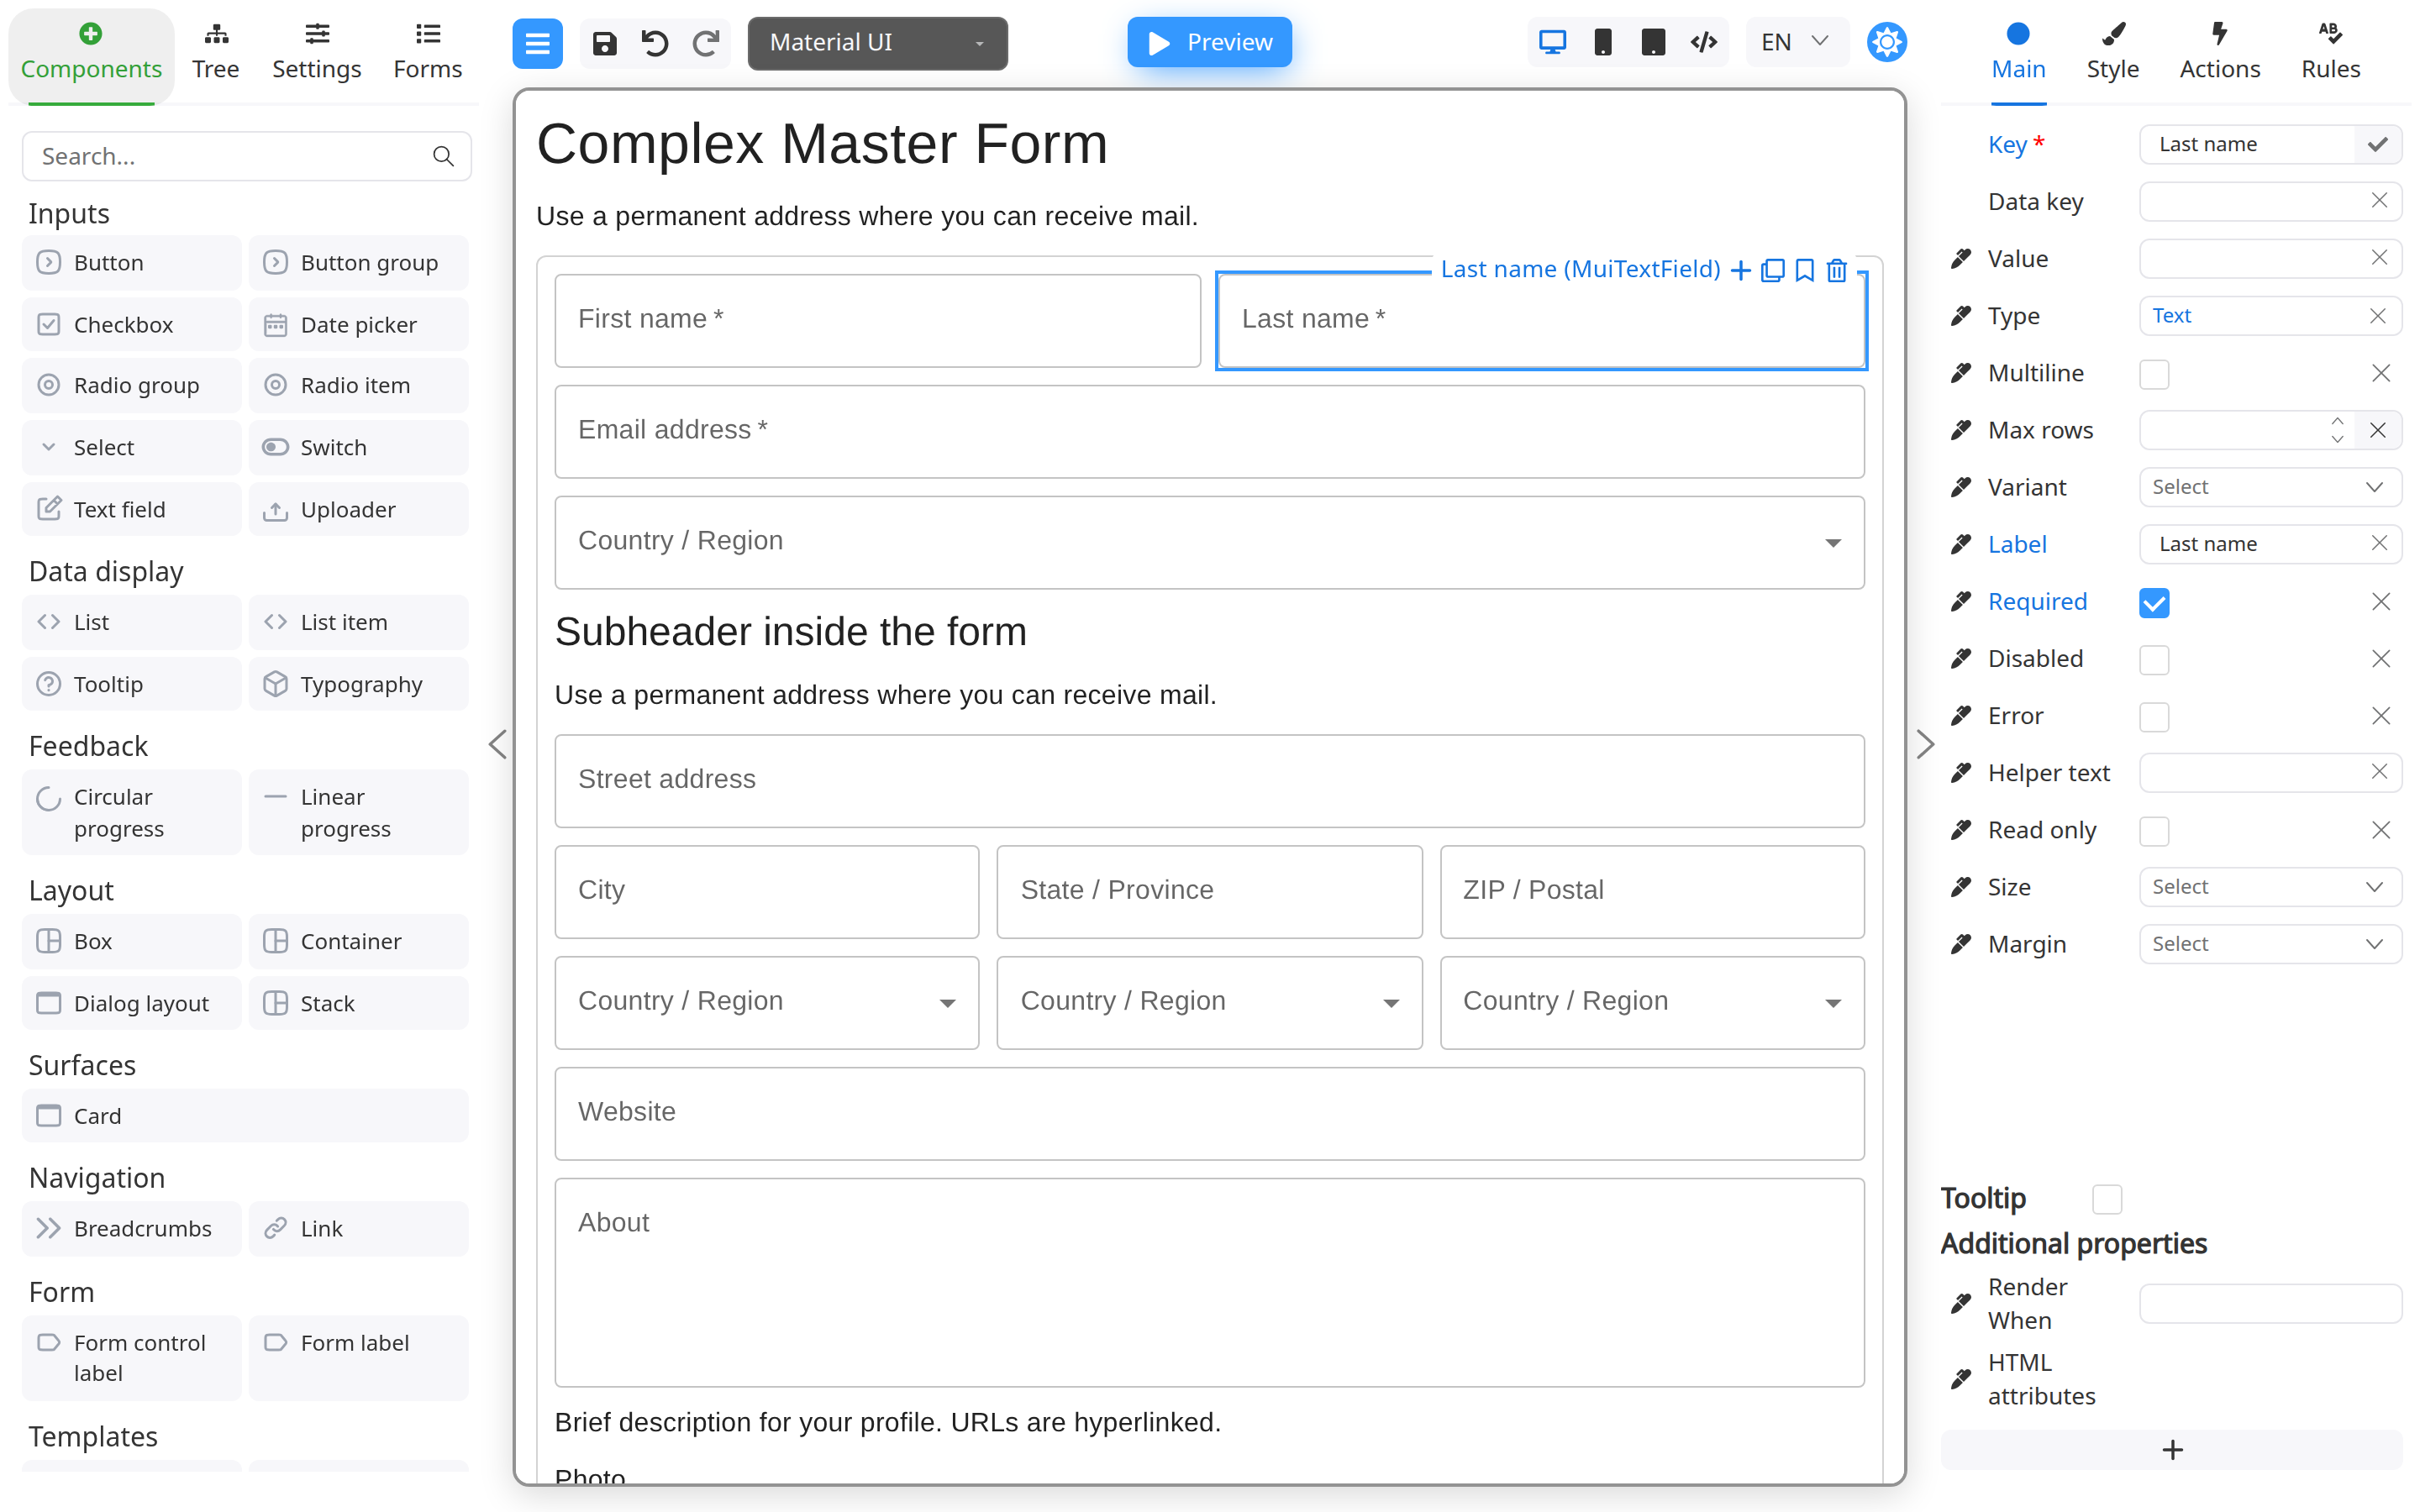 Components
Tree
Settings
Forms
Material UI
Preview
EN
Main
Style
Actions
Rules
Search...
Inputs
Button
Button group
Checkbox
Date picker
Radio group
Radio item
Select
Switch
Text field
Uploader
Data display
List
List item
Tooltip
Typography
Feedback
Circular
progress
Linear
progress
Layout
Box
Container
Dialog layout
Stack
Surfaces
Card
Navigation
Breadcrumbs
Link
Form
Form control
label
Form label
Templates
Complex Master Form
Use a permanent address where you can receive mail.
Last name (MuiTextField)
First name *
Last name *
Email address *
Country / Region
Subheader inside the form
Use a permanent address where you can receive mail.
Street address
City
State / Province
ZIP / Postal
Country / Region
Country / Region
Country / Region
Website
About
Brief description for your profile. URLs are hyperlinked.
Photo
Key * Last name
Data key
Value
Type Text
Multiline
Max rows
Variant Select
Label Last name
Required
Disabled
Error
Helper text
Read only
Size Select
Margin Select
Tooltip
Additional properties
Render
When
HTML
attributes